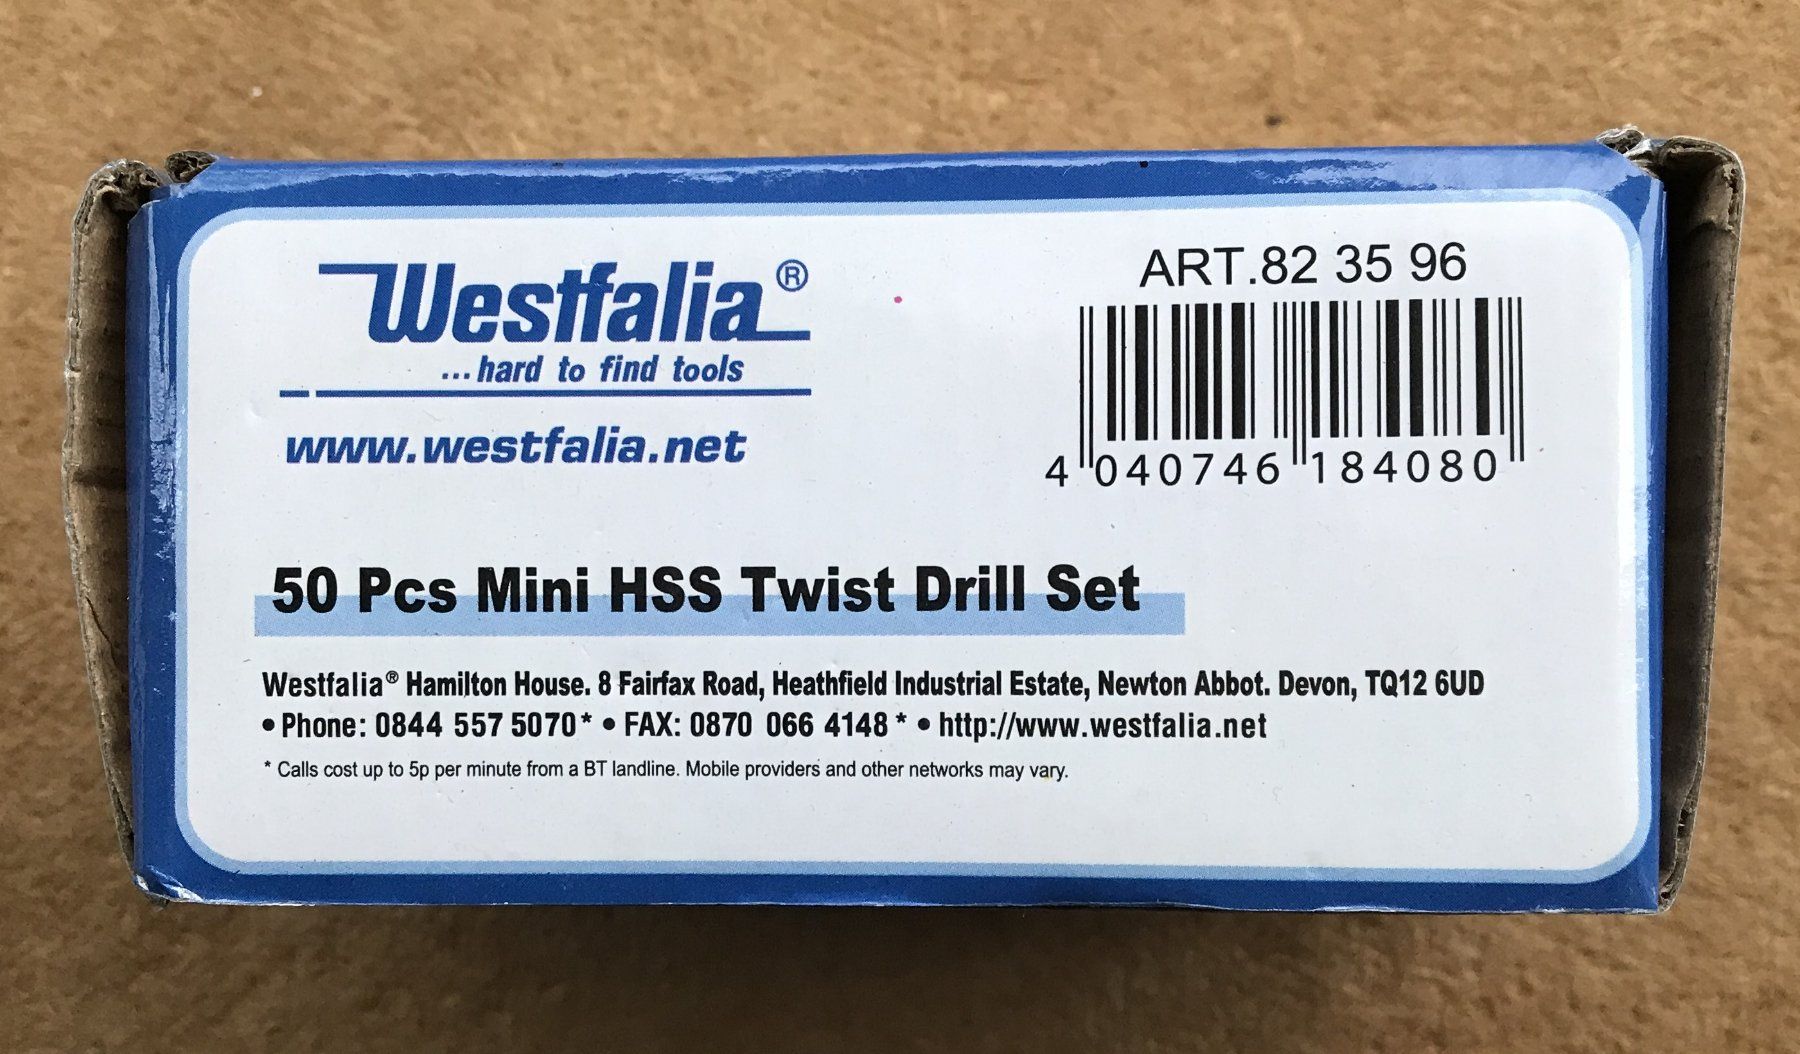 Westfalia®
...hard to find tools
www.westfalia.net
ART.82 35 96
4 040746 184080
50 Pcs Mini HSS Twist Drill Set
Westfalia® Hamilton House. 8 Fairfax Road, Heathfield Industrial Estate, Newton Abbot. Devon, TQ12 6UD
• Phone: 0844 557 5070* • FAX: 0870 066 4148 * • http://www.westfalia.net
* Calls cost up to 5p per minute from a BT landline. Mobile providers and other networks may vary.